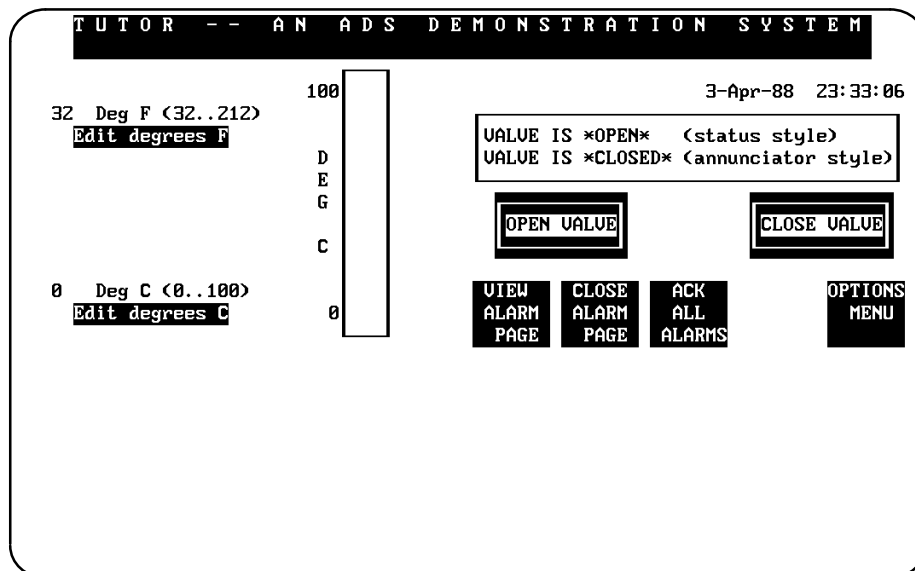 TUTOR -- AN ADS DEMONSTRATION SYSTEM
3-Apr-88 23:33:06
32 Deg F (32..212)
Edit degrees F
100
DEG C
0
VALVE IS *OPEN* (status style)
VALVE IS *CLOSED* (annunciator style)
OPEN VALVE
CLOSE VALVE
0 Deg C (0..100)
Edit degrees C
VIEW
ALARM
PAGE
CLOSE
ALARM
PAGE
ACK
ALL
ALARMS
OPTIONS
MENU